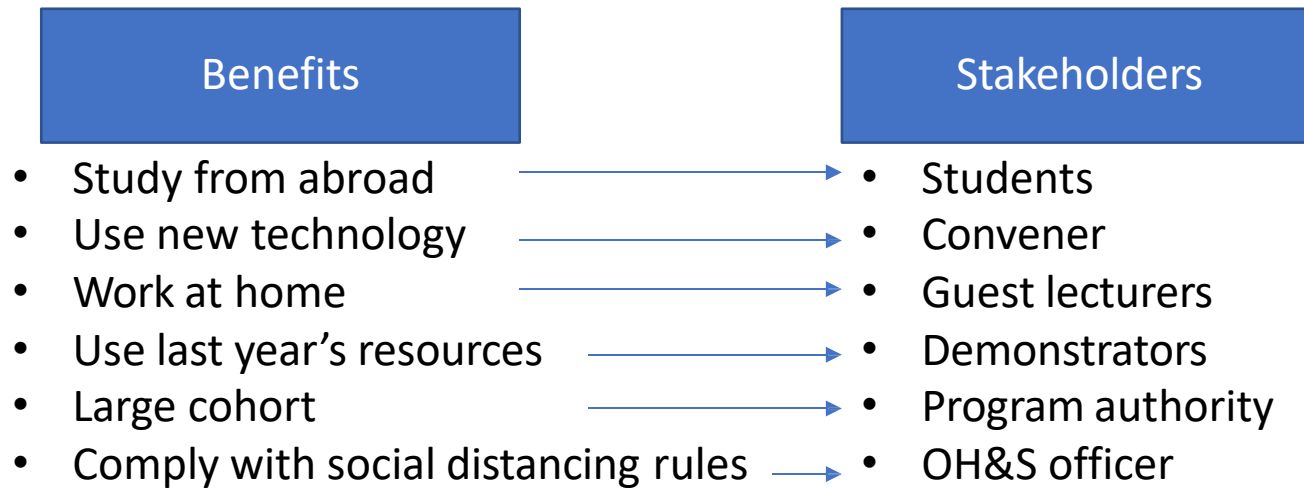 Benefits
Stakeholders
• Study from abroad
• Students
• Use new technology
• Convener
• Work at home
• Guest lecturers
• Use last year’s resources
• Demonstrators
• Large cohort
• Program authority
• Comply with social distancing rules
• OH&S officer